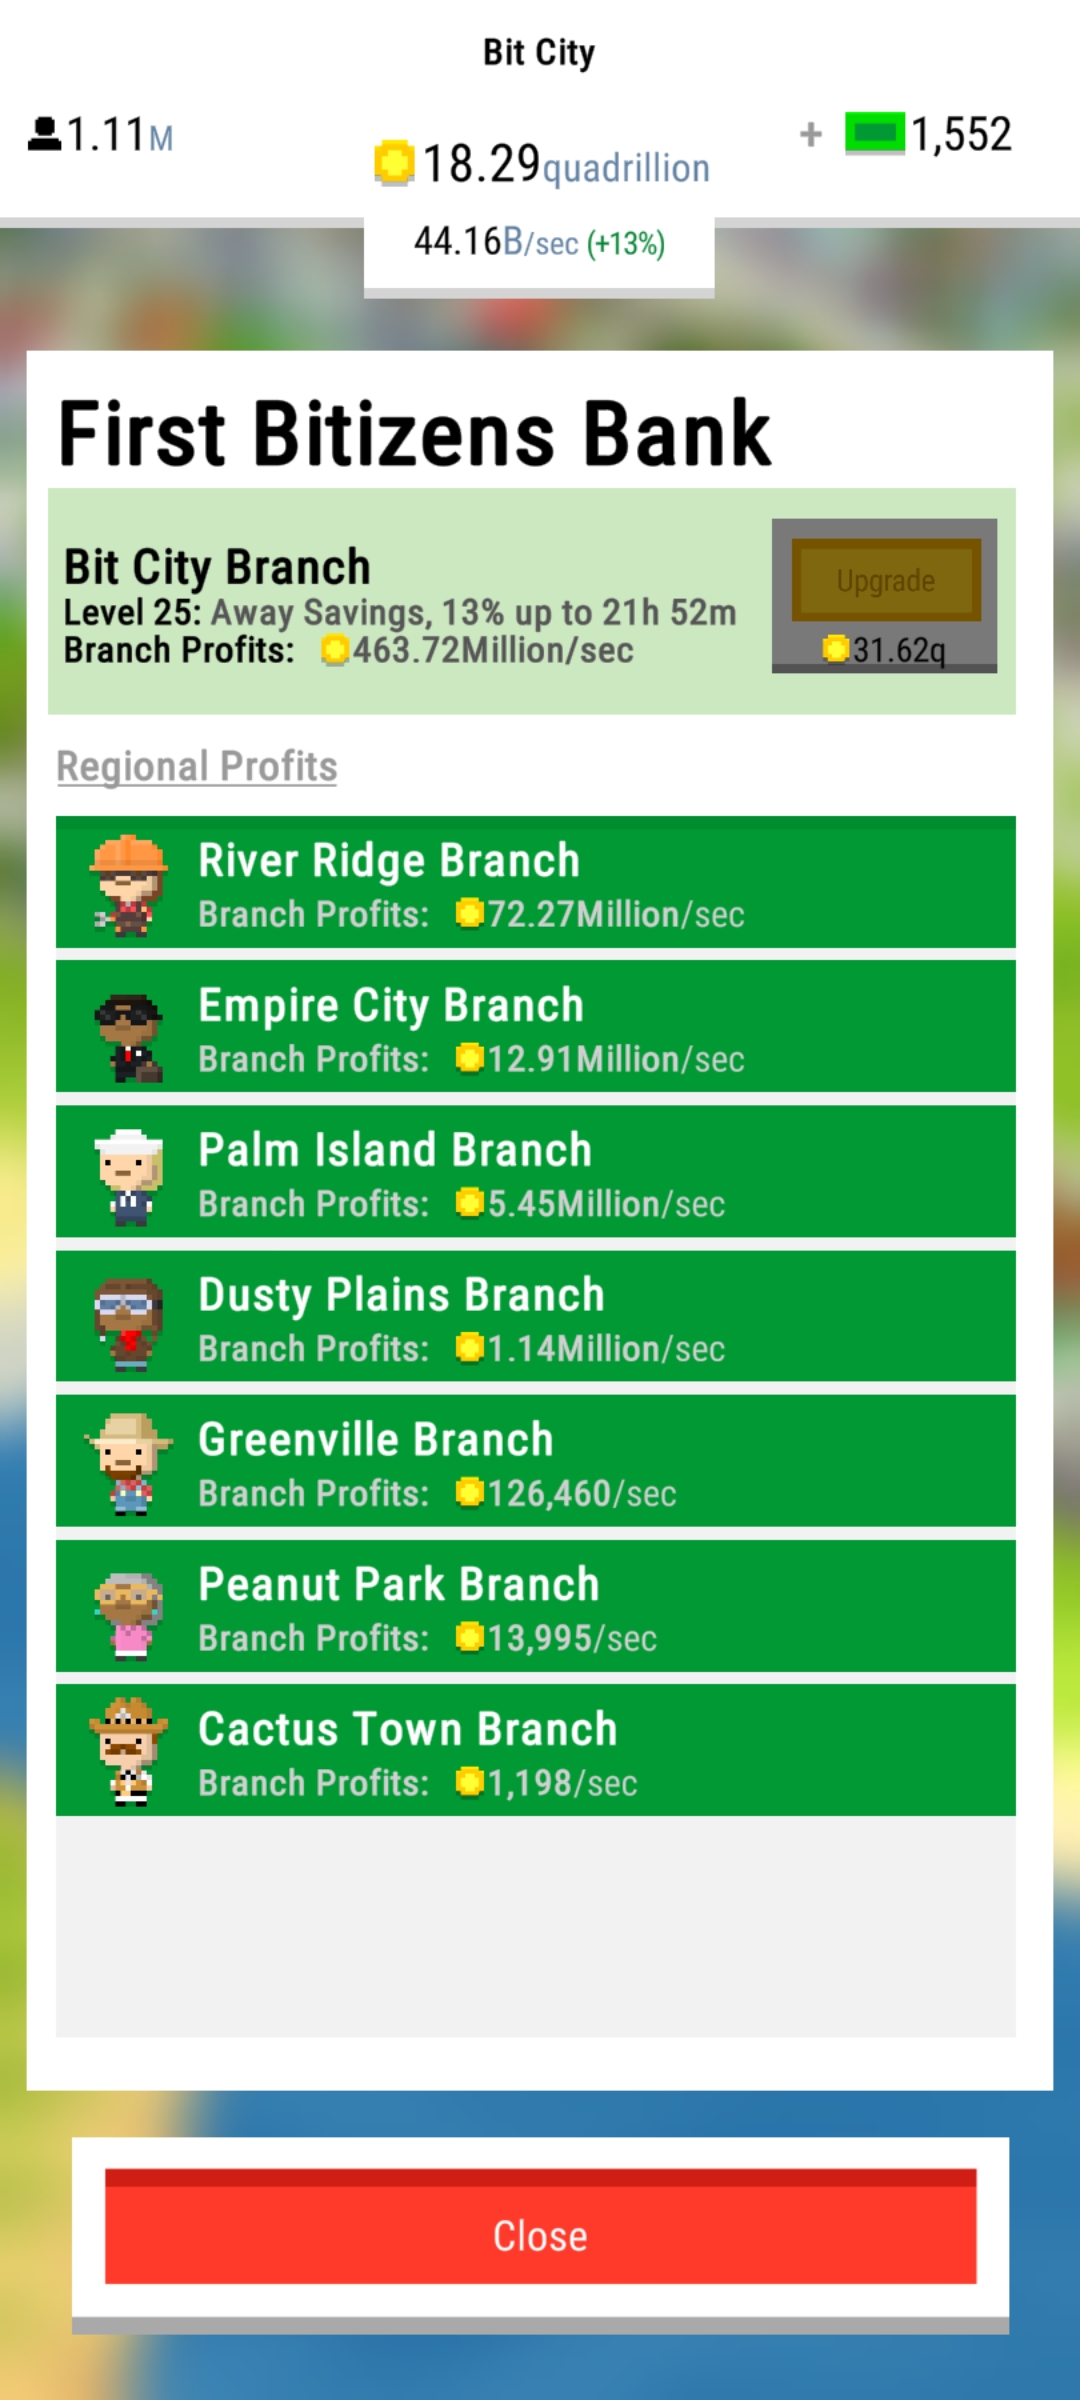 Bit City
1.11M
18.29quadrillion
+ 1,552
44.16B/sec (+13%)
First Bitizens Bank
Bit City Branch
Level 25: Away Savings, 13% up to 21h 52m
Branch Profits: 463.72Million/sec
Upgrade
31.62q
Regional Profits
River Ridge Branch
Branch Profits: 72.27Million/sec
Empire City Branch
Branch Profits: 12.91Million/sec
Palm Island Branch
Branch Profits: 5.45Million/sec
Dusty Plains Branch
Branch Profits: 1.14Million/sec
Greenville Branch
Branch Profits: 126,460/sec
Peanut Park Branch
Branch Profits: 13,995/sec
Cactus Town Branch
Branch Profits: 1,198/sec
Close